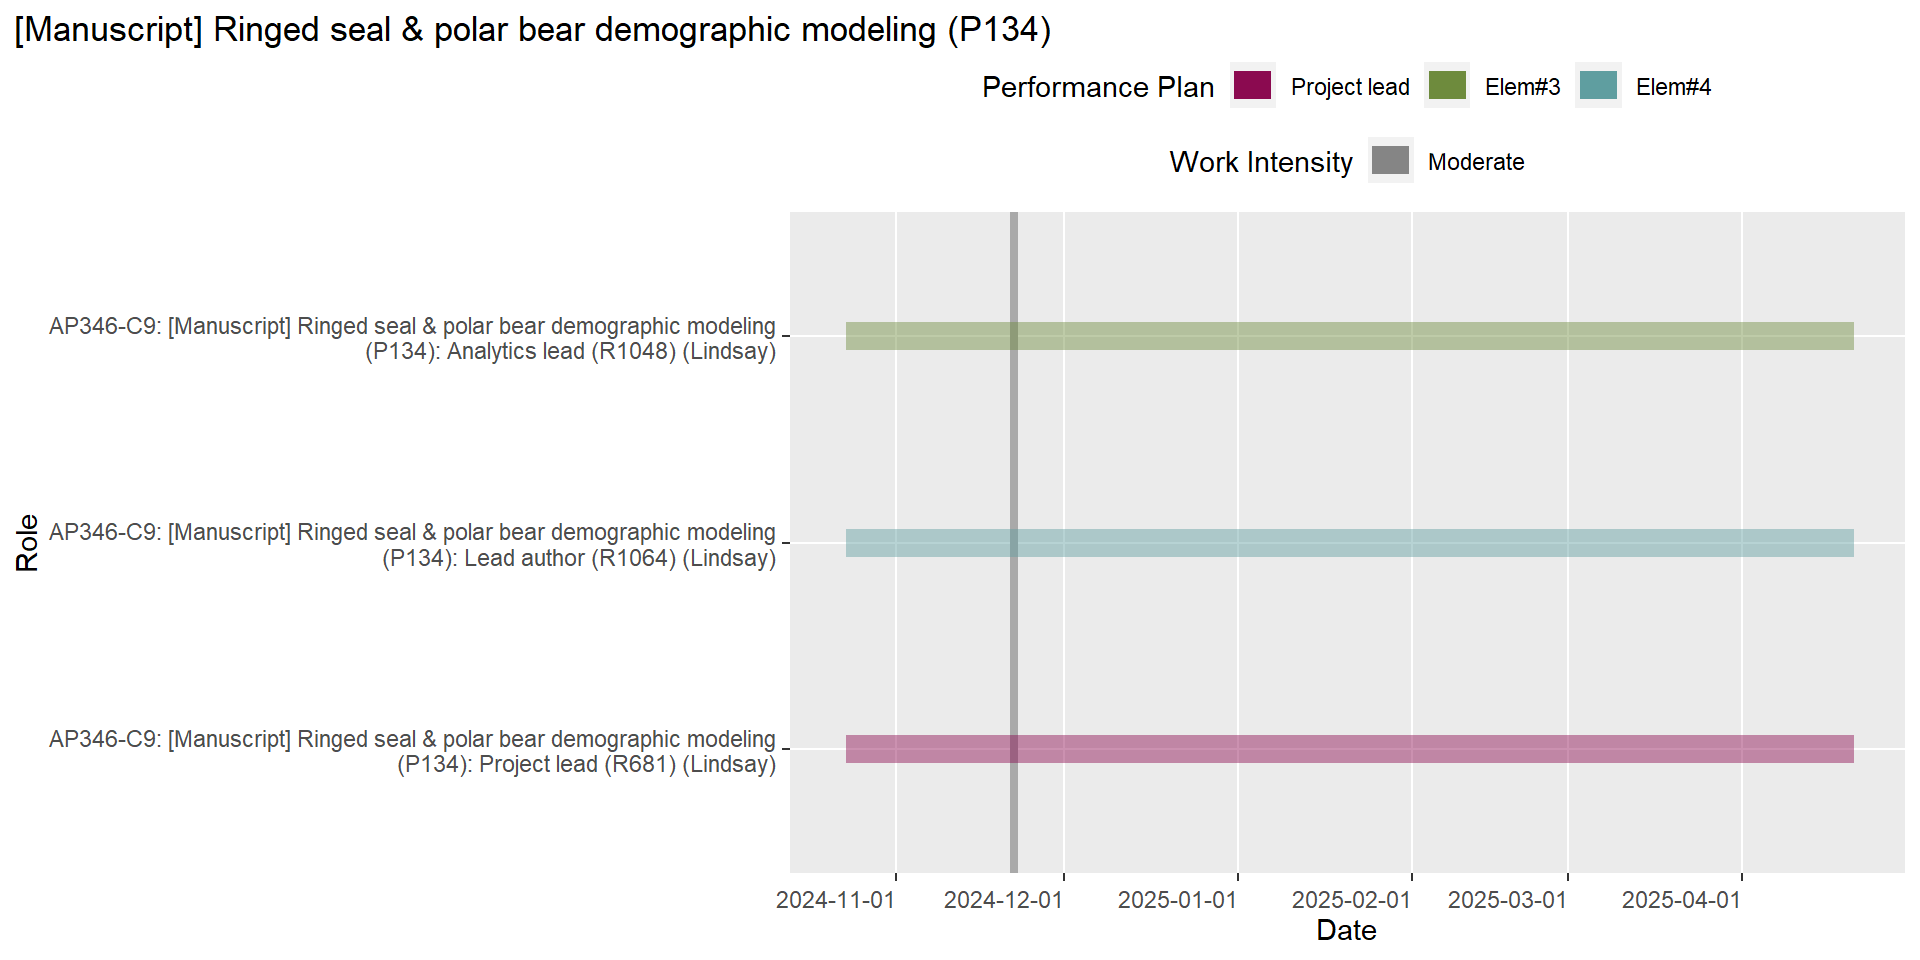 [Manuscript] Ringed seal & polar bear demographic modeling (P134)
Performance Plan Project lead Elem#3 Elem#4
Work Intensity Moderate
AP346-C9: [Manuscript] Ringed seal & polar bear demographic modeling
(P134): Analytics lead (R1048) (Lindsay)
Role
AP346-C9: [Manuscript] Ringed seal & polar bear demographic modeling
(P134): Lead author (R1064) (Lindsay)
AP346-C9: [Manuscript] Ringed seal & polar bear demographic modeling
(P134): Project lead (R681) (Lindsay)
2024-11-01 2024-12-01 2025-01-01 2025-02-01 2025-03-01 2025-04-01
Date